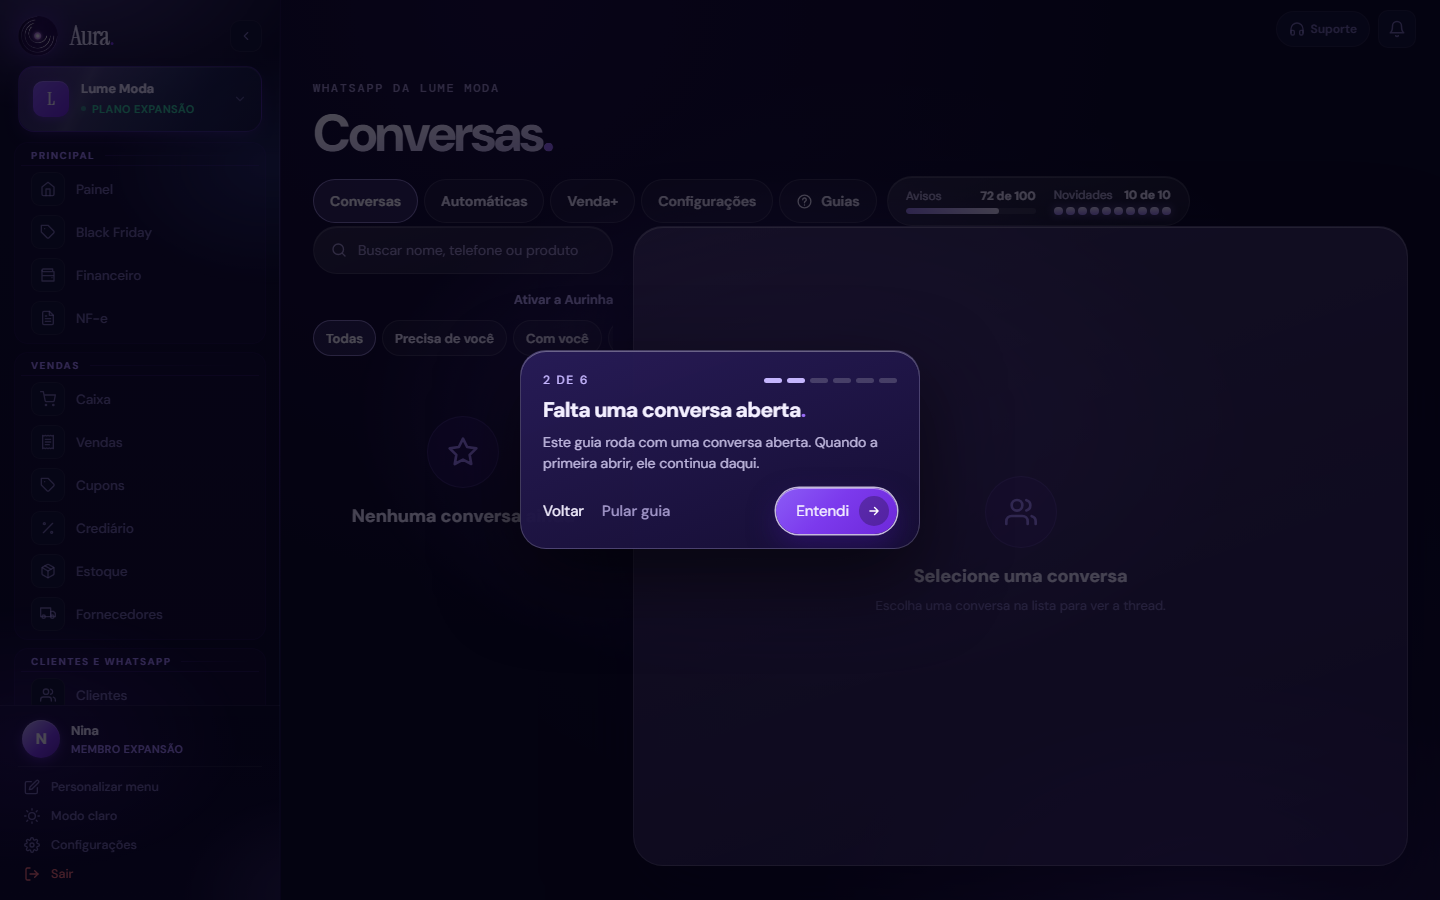 Aura.
Suporte
L
Lume Moda
PLANO EXPANSÃO
PRINCIPAL
Painel
Black Friday
Financeiro
NF-e
VENDAS
Caixa
Vendas
Cupons
Crediário
Estoque
Fornecedores
CLIENTES E WHATSAPP
Clientes
N
Nina
MEMBRO EXPANSÃO
Personalizar menu
Modo claro
Configurações
Sair
WHATSAPP DA LUME MODA
Conversas.
Conversas
Automáticas
Venda+
Configurações
Guias
Avisos 72 de 100
Novidades 10 de 10
Buscar nome, telefone ou produto
Ativar a Aurinha
Todas
Precisa de você
Com você
Nenhuma conversa
2 DE 6
Falta uma conversa aberta.
Este guia roda com uma conversa aberta. Quando a
primeira abrir, ele continua daqui.
Voltar
Pular guia
Entendi
Selecione uma conversa
Escolha uma conversa na lista para ver a thread.